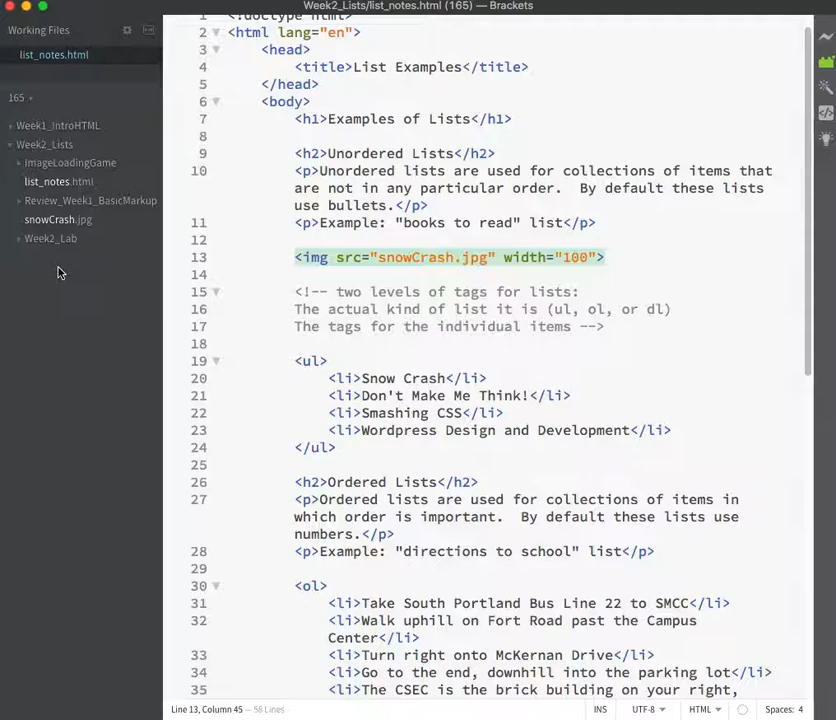 Week2_Lists/list_notes.html (165) — Brackets
Working Files
list_notes.html
165
Week1_IntroHTML
Week2_Lists
ImageLoadingGame
list_notes.html
Review_Week1_BasicMarkup
snowCrash.jpg
Week2_Lab
1 <!doctype html>
2 <html lang="en">
3 <head>
4 <title>List Examples</title>
5 </head>
6 <body>
7 <h1>Examples of Lists</h1>
8
9 <h2>Unordered Lists</h2>
10 <p>Unordered lists are used for collections of items that
are not in any particular order.  By default these lists
use bullets.</p>
11 <p>Example: "books to read" list</p>
12
13 <img src="snowCrash.jpg" width="100">
14
15 <!-- two levels of tags for lists:
16 The actual kind of list it is (ul, ol, or dl)
17 The tags for the individual items -->
18
19 <ul>
20 <li>Snow Crash</li>
21 <li>Don't Make Me Think!</li>
22 <li>Smashing CSS</li>
23 <li>Wordpress Design and Development</li>
24 </ul>
25
26 <h2>Ordered Lists</h2>
27 <p>Ordered lists are used for collections of items in
which order is important.  By default these lists use
numbers.</p>
28 <p>Example: "directions to school" list</p>
29
30 <ol>
31 <li>Take South Portland Bus Line 22 to SMCC</li>
32 <li>Walk uphill on Fort Road past the Campus
Center</li>
33 <li>Turn right onto McKernan Drive</li>
34 <li>Go to the end, downhill into the parking lot</li>
35 <li>The CSEC is the brick building on your right,
Line 13, Column 45 — 58 Lines
INS
UTF-8
HTML
Spaces: 4